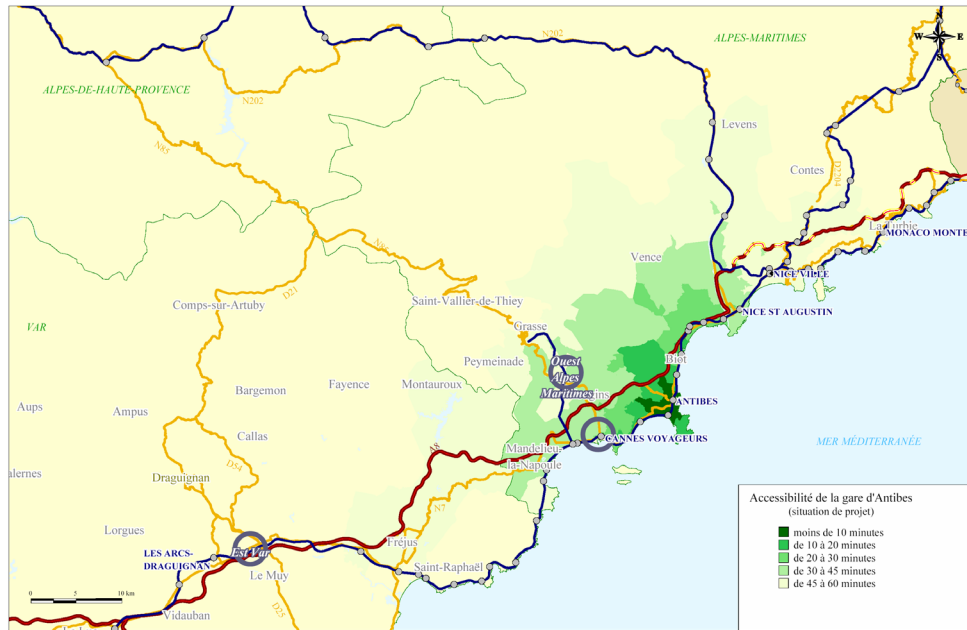 N
W E
S
N202
ALPES-MARITIMES
ALPES-DE-HAUTE-PROVENCE
N202
N85
Levens
Contes
D2204
La Turbie
MONACO MONTE
Vence
NICE VILLE
D21
Saint-Vallier-de-Thiey
Comps-sur-Artuby
NICE ST AUGUSTIN
VAR
Grasse
Peymeinade
Biot
Ouest
Alpes
Maritimes
Bargemon
Fayence
Montauroux
ANTIBES
Aups
Ampus
Callas
CANNES VOYAGEURS
MER MÉDITERRANÉE
A8
Mandelieu-
la-Napoule
D54
Draguignan
N7
Lorgues
Fréjus
LES ARCS-
DRAGUIGNAN
Est Var
Saint-Raphaël
Le Muy
D25
Vidauban
0 5 10 km
Accessibilité de la gare d'Antibes
(situation de projet)
moins de 10 minutes
de 10 à 20 minutes
de 20 à 30 minutes
de 30 à 45 minutes
de 45 à 60 minutes